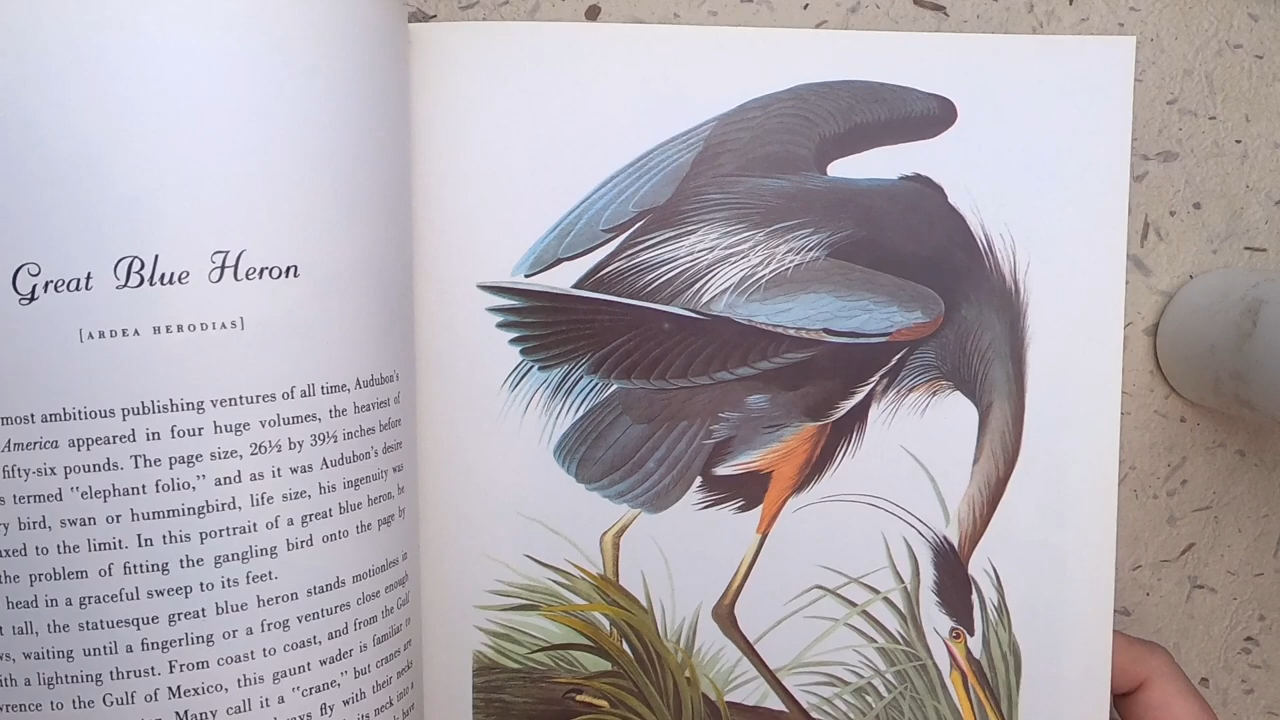 Great Blue Heron
[ARDEA HERODIAS]
most ambitious publishing ventures of all time, Audubon's
America appeared in four huge volumes, the heaviest of
fifty-six pounds. The page size, 26½ by 39½ inches before
termed "elephant folio," and as it was Audubon's desire
bird, swan or hummingbird, life size, his ingenuity was
to the limit. In this portrait of a great blue heron, he
the problem of fitting the gangling bird onto the page by
head in a graceful sweep to its feet.
tall, the statuesque great blue heron stands motionless in
waiting until a fingerling or a frog ventures close enough
a lightning thrust. From coast to coast, and from the Gulf
to the Gulf of Mexico, this gaunt wader is familiar to
Many call it a "crane," but cranes are
fly with their necks
its neck into a